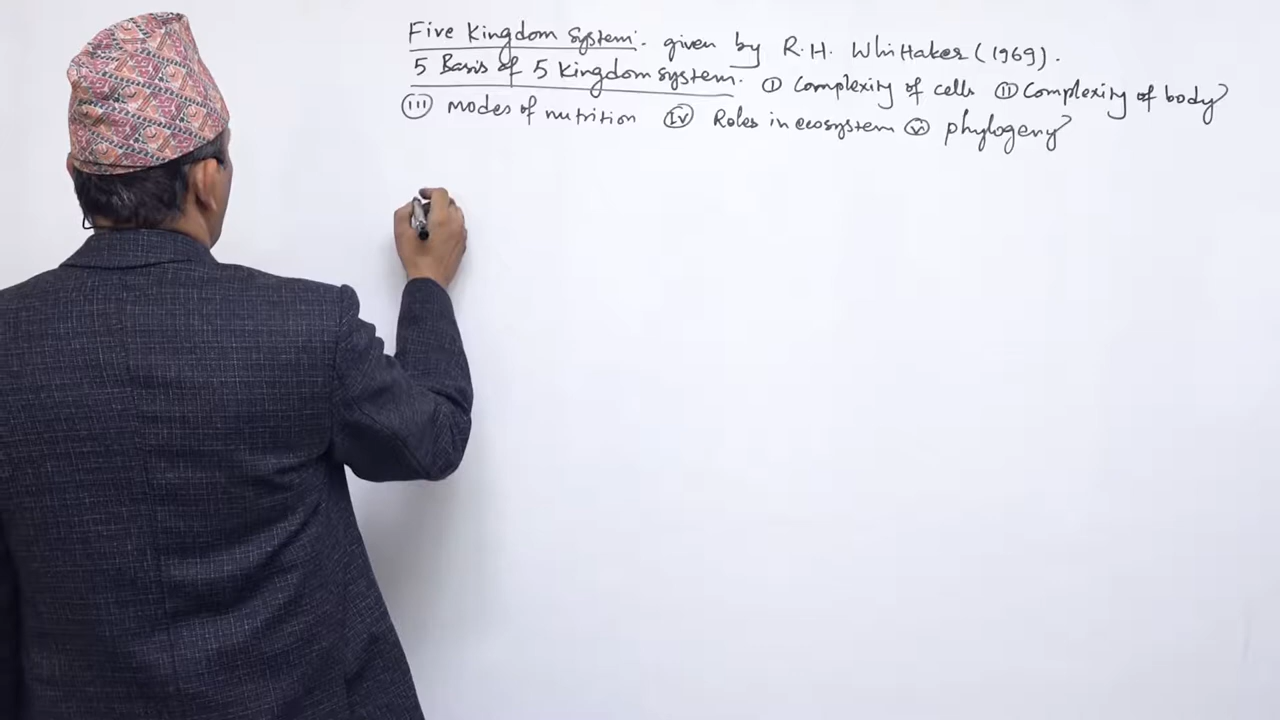 Five Kingdom System. given by R.H. Whittaker (1969).
5 Basis of 5 Kingdom system. (I) Complexity of cells (II) Complexity of body
(III) Modes of nutrition (IV) Roles in ecosystem (V) phylogeny